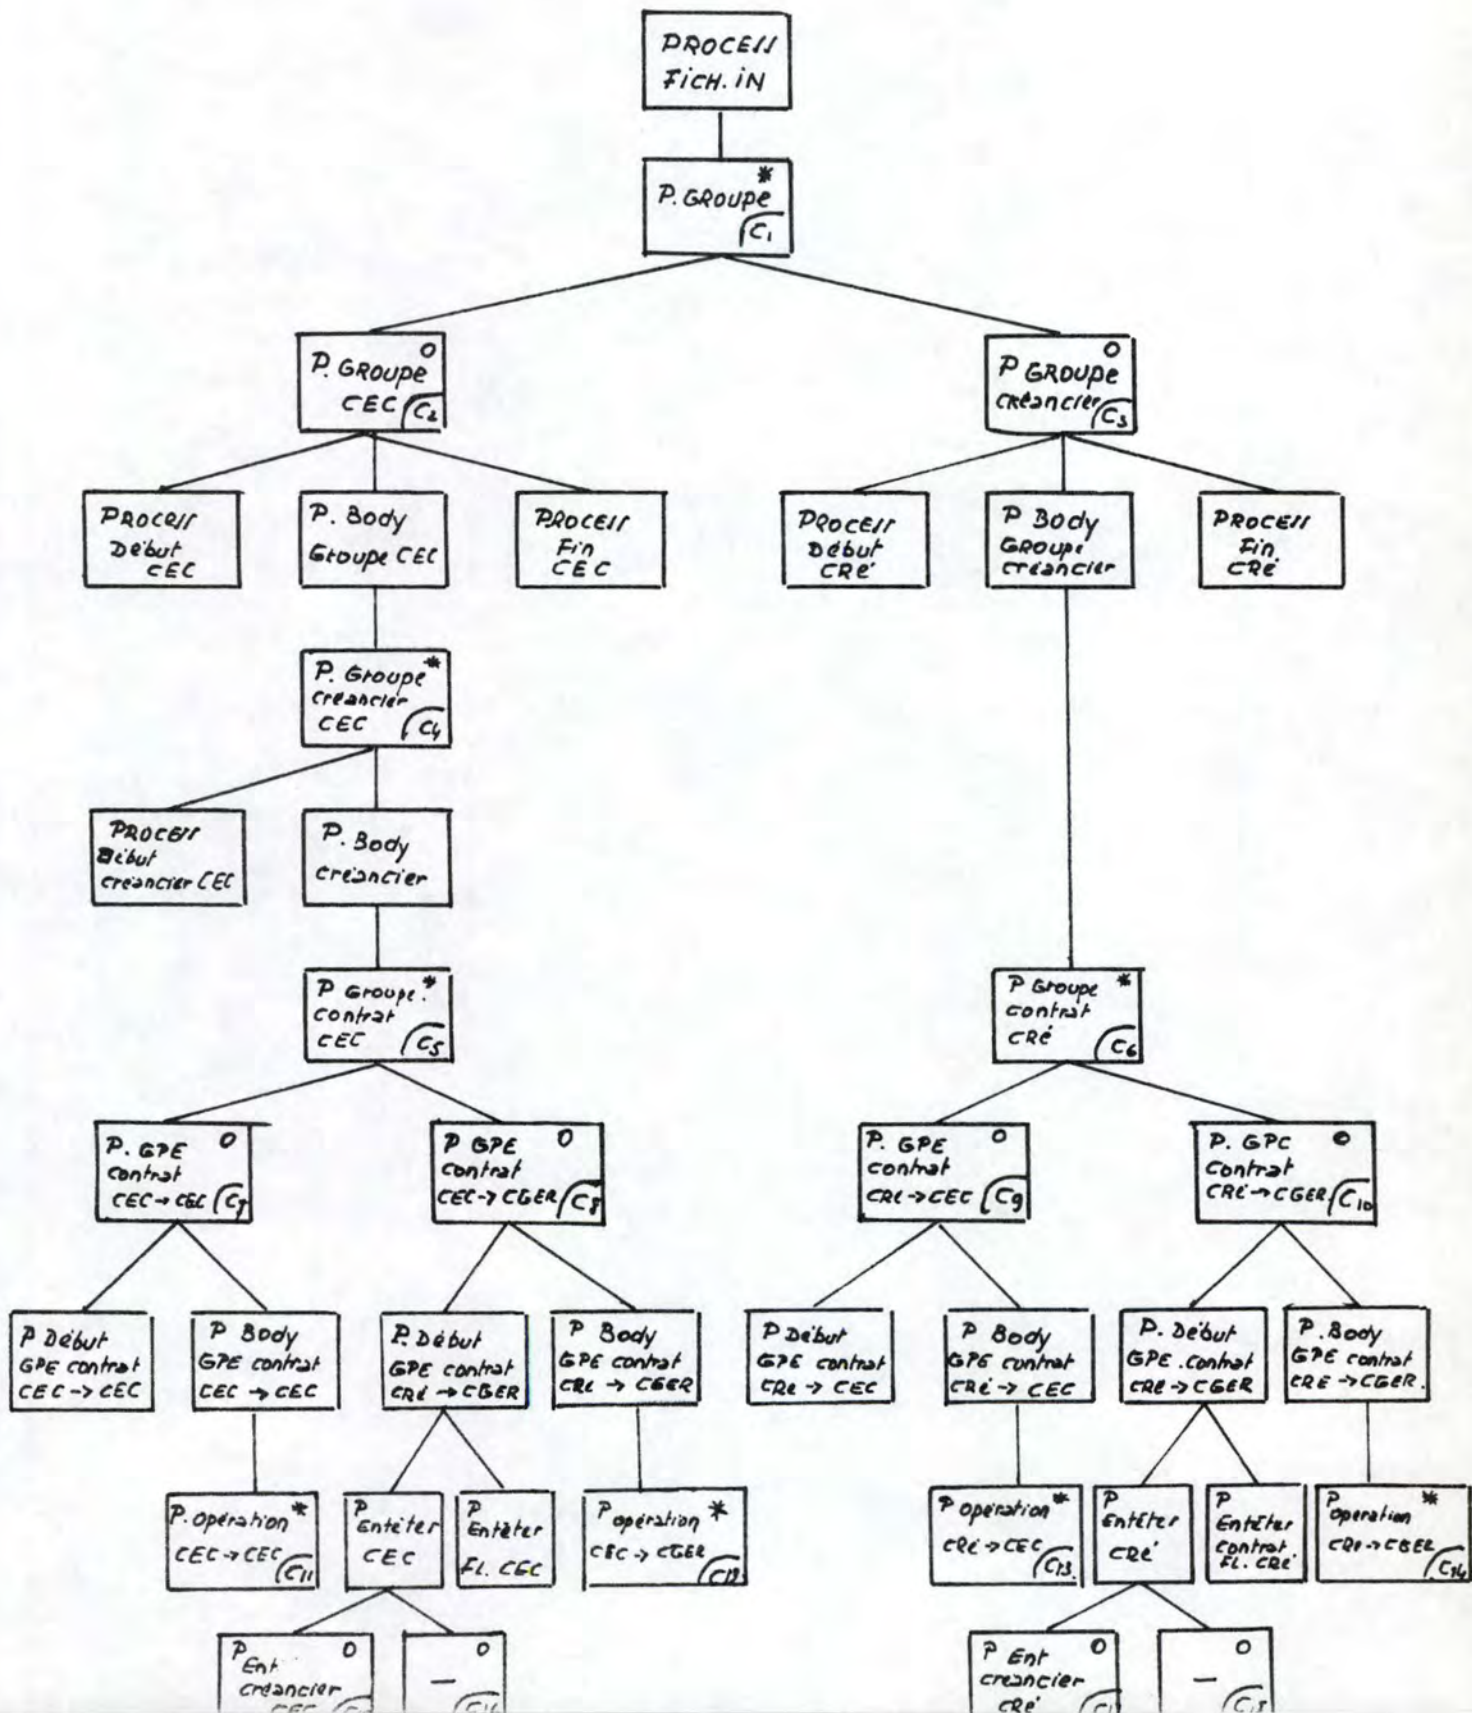 PROCESS
FICH. IN
*
P. GROUPE
C1
O
P. GROUPE
CEC C2
O
P GROUPE
créancier C3
PROCESS
Début
CEC
P. Body
Groupe CEC
PROCESS
Fin
CEC
PROCESS
Début
CRé
P Body
GROUPE
créancier
PROCESS
Fin
CRé
P. Groupe *
créancier
CEC C4
PROCESS
Début
créancier CEC
P. Body
créancier
P Groupe. *
contrat
CEC C5
P Groupe *
contrat
CRé C6
P. GPE O
contrat
CEC → CEC C7
P GPE O
contrat
CEC → CGER C8
P. GPE O
contrat
CRé → CEC C9
P. GPE O
contrat
CRé → CGER C10
P Début
GPE contrat
CEC → CEC
P Body
GPE contrat
CEC → CEC
P. Début
GPE contrat
CRé → CGER
P Body
GPE contrat
CRé → CGER
P Début
GPE contrat
CRé → CEC
P Body
GPE contrat
CRé → CEC
P. Début
GPE . contrat
CRé → CGER
P. Body
GPE contrat
CRE → CGER.
P. opération *
CEC → CEC
C11
P
Entêter
CEC
P
Entêter
FL. CEC
P *
opération
CEC → CGER
C12
P opération *
CRé → CEC
C13.
P
Entêter
CRé
P
Entêter
contrat
FL. CRé
P *
opération
CRé → CGER
C14
P O
Ent
créancier
CEC
O
—
P O
Ent
créancier
CRé
O
—
C15